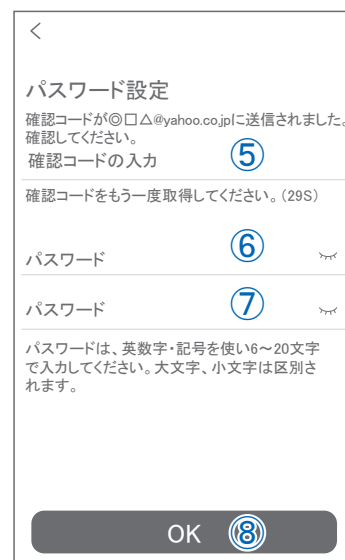 ＜
パスワード設定
確認コードが◎□△@yahoo.co.jpに送信されました。
確認してください。
確認コードの入力 ⑤
確認コードをもう一度取得してください。(29S)
パスワード ⑥
パスワード ⑦
パスワードは、英数字・記号を使い6～20文字
で入力してください。大文字、小文字は区別さ
れます。
OK ⑧